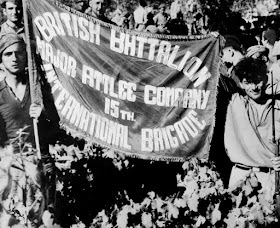 BRITISH BATTALION
MAJOR ATTLEE COMPANY
15TH
INTERNATIONAL BRIGADE